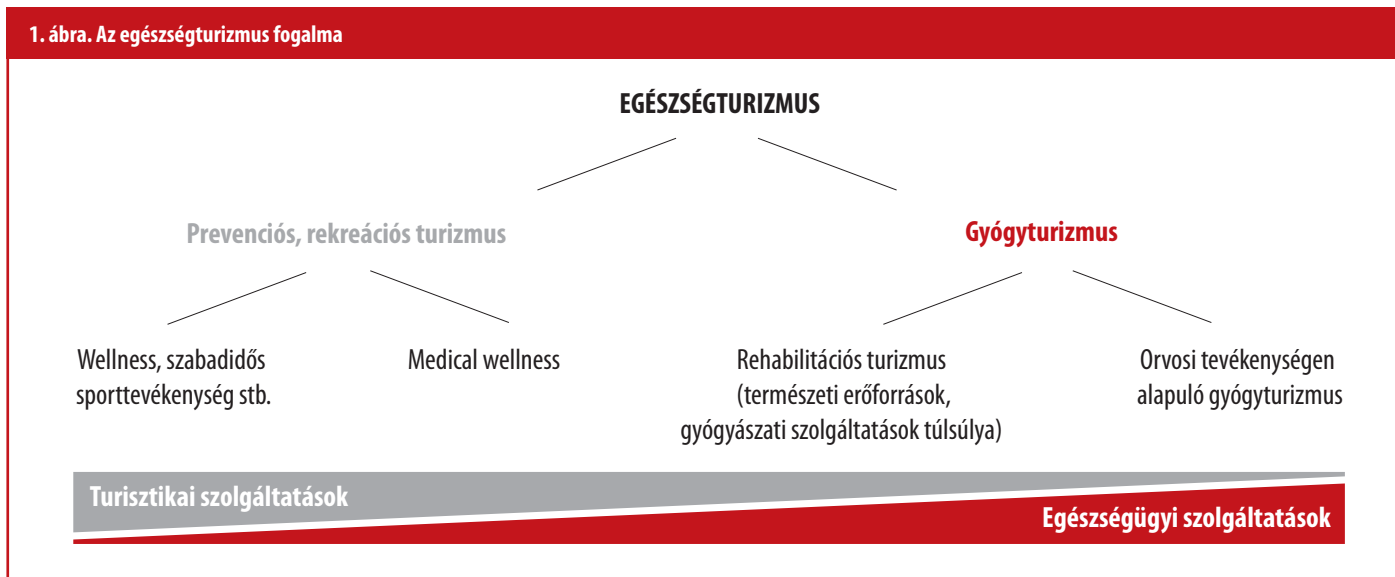 1. ábra. Az egészségturizmus fogalma
EGÉSZSÉGTURIZMUS
Prevenciós, rekreációs turizmus
Gyógyturizmus
Wellness, szabadidős
sporttevékenység stb.
Medical wellness
Rehabilitációs turizmus
(természeti erőforrások,
gyógyászati szolgáltatások túlsúlya)
Orvosi tevékenységen
alapuló gyógyturizmus
Turisztikai szolgáltatások
Egészségügyi szolgáltatások